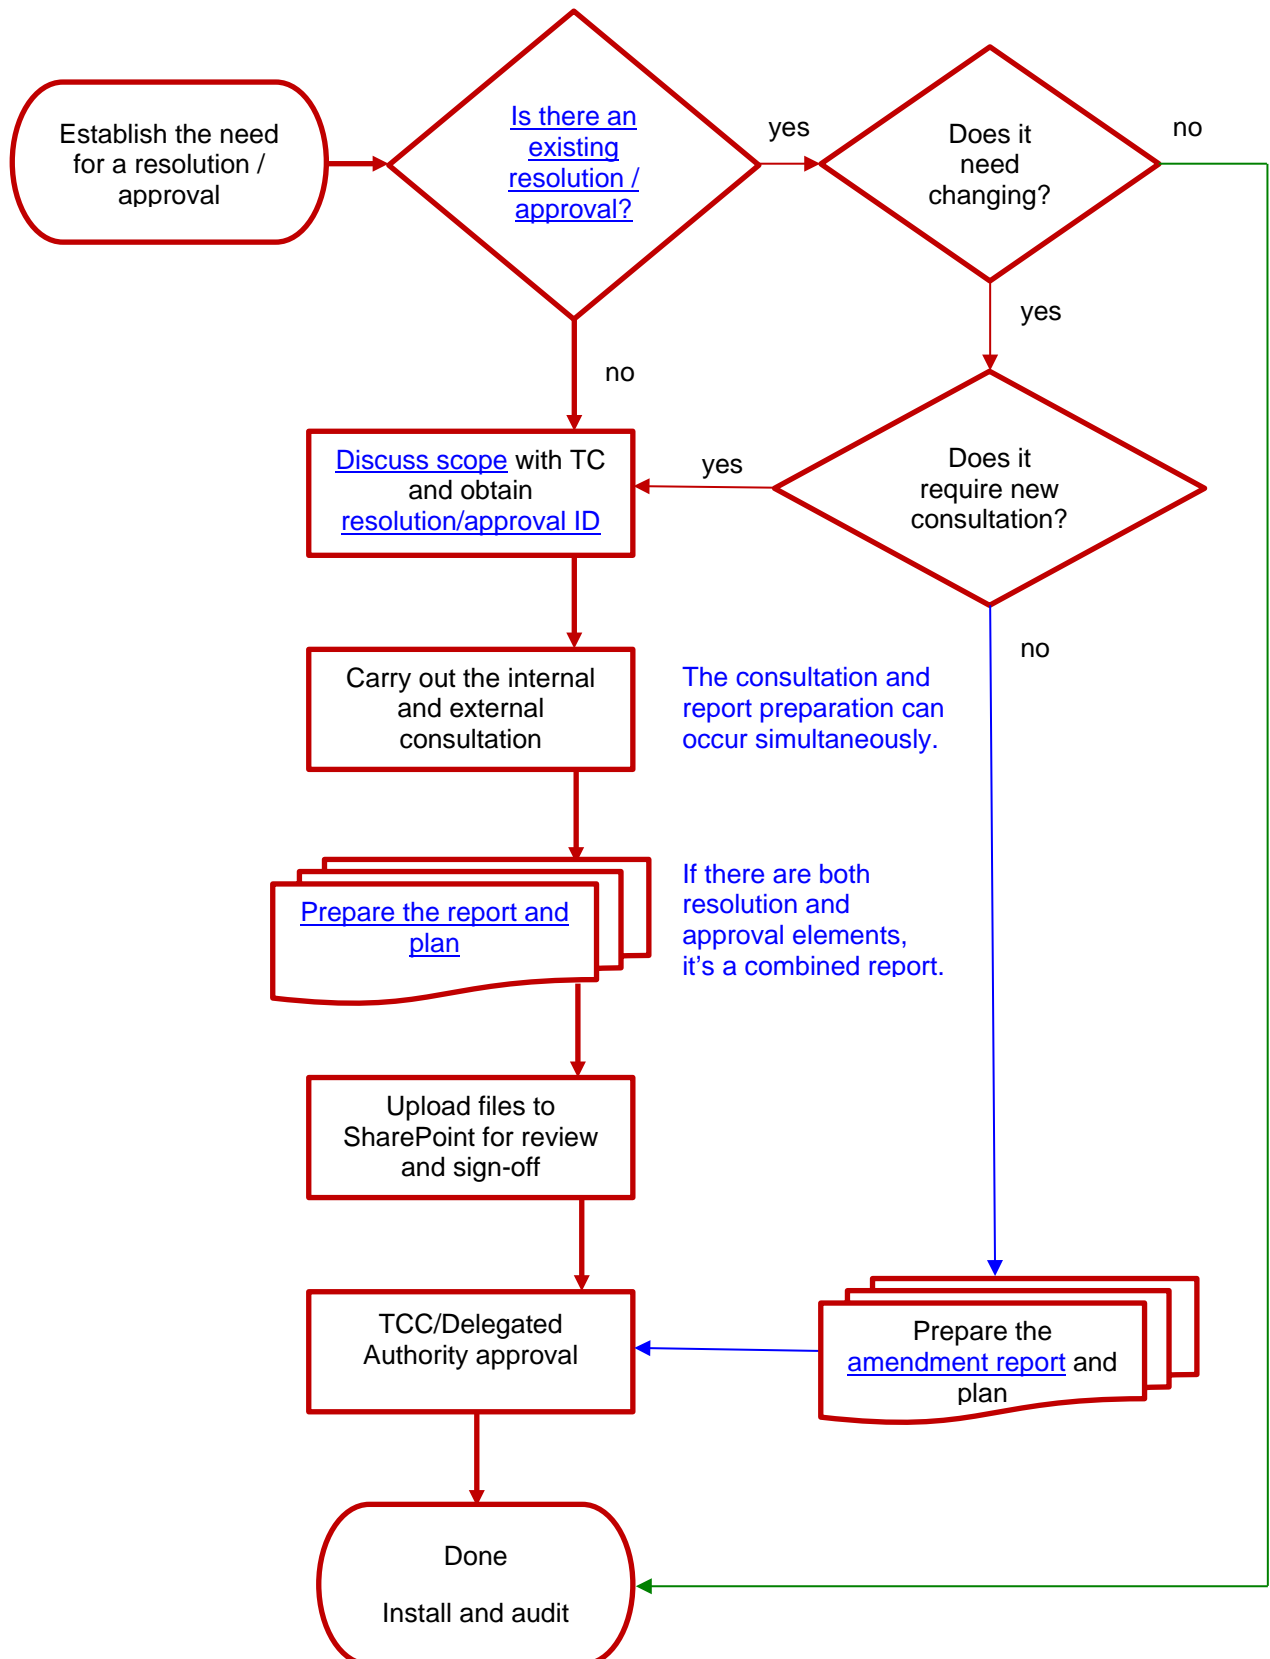 Establish the need
for a resolution /
approval
Is there an
existing
resolution /
approval?
yes
Does it
need
changing?
no
yes
no
Discuss scope with TC
and obtain
resolution/approval ID
yes
Does it
require new
consultation?
no
Carry out the internal
and external
consultation
The consultation and
report preparation can
occur simultaneously.
Prepare the report and
plan
If there are both
resolution and
approval elements,
it's a combined report.
Upload files to
SharePoint for review
and sign-off
TCC/Delegated
Authority approval
Prepare the
amendment report and
plan
Done
Install and audit